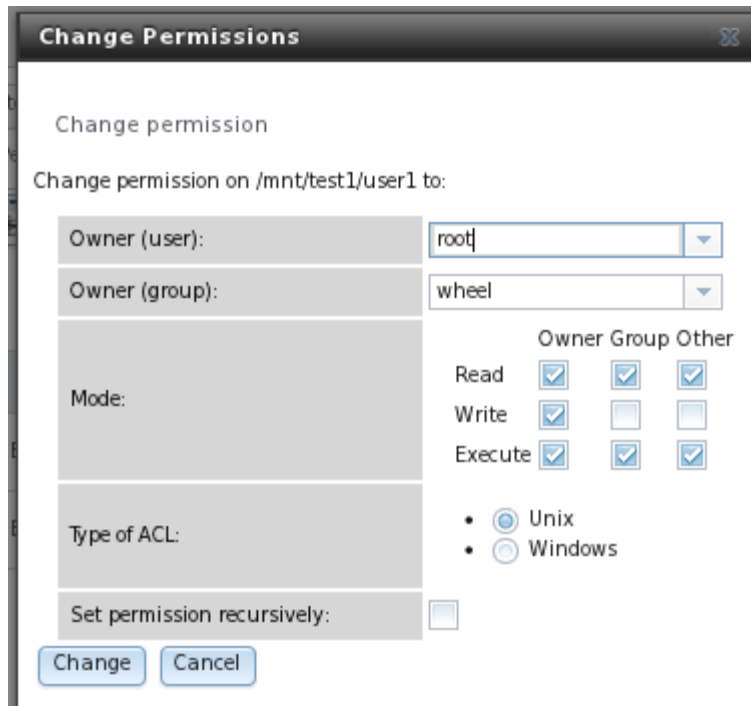 Change Permissions
Change permission
Change permission on /mnt/test1/user1 to:
Owner (user): root
Owner (group): wheel
Owner Group Other
Read
Mode:
Write
Execute
Unix
Type of ACL:
Windows
Set permission recursively:
Change Cancel